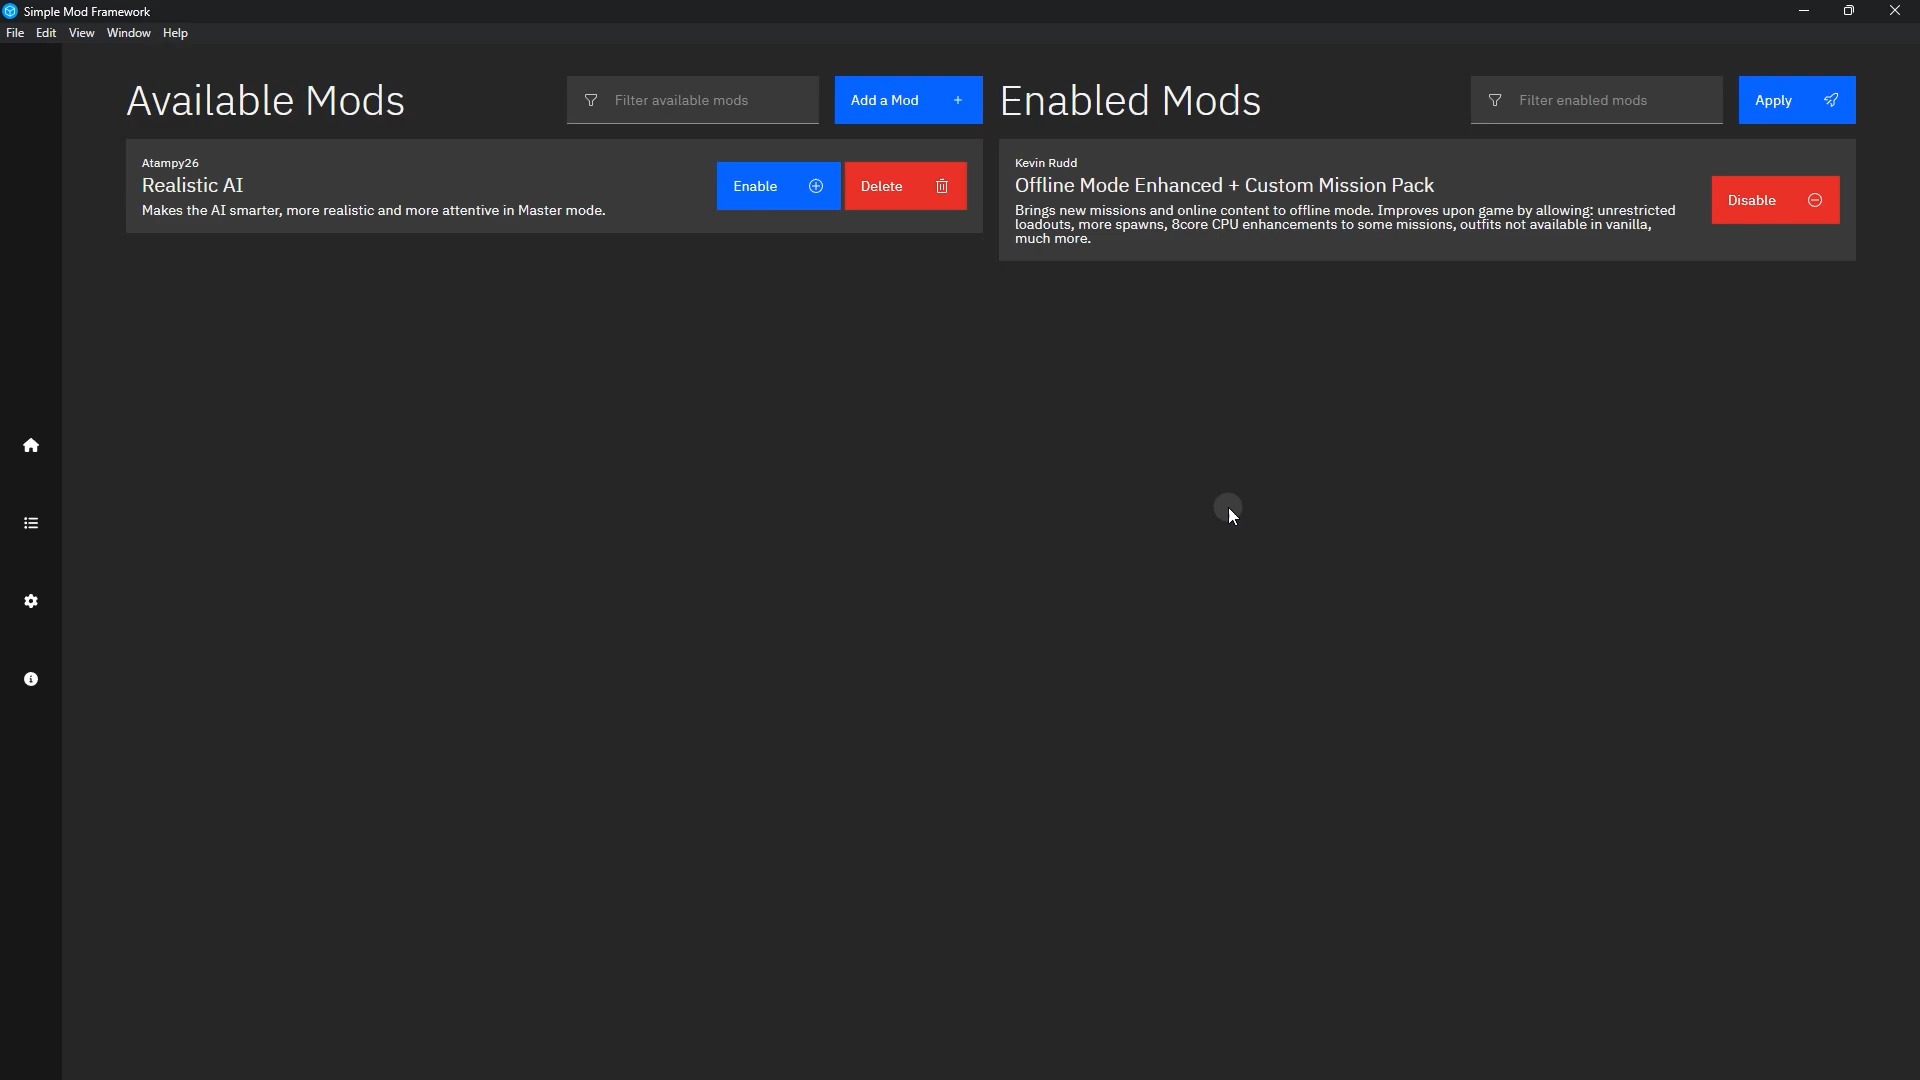 Simple Mod Framework
File Edit View Window Help
Available Mods
Filter available mods
Add a Mod
Atampy26
Realistic AI
Makes the AI smarter, more realistic and more attentive in Master mode.
Enable
Delete
Enabled Mods
Filter enabled mods
Apply
Kevin Rudd
Offline Mode Enhanced + Custom Mission Pack
Brings new missions and online content to offline mode. Improves upon game by allowing: unrestricted
loadouts, more spawns, 8core CPU enhancements to some missions, outfits not available in vanilla,
much more.
Disable